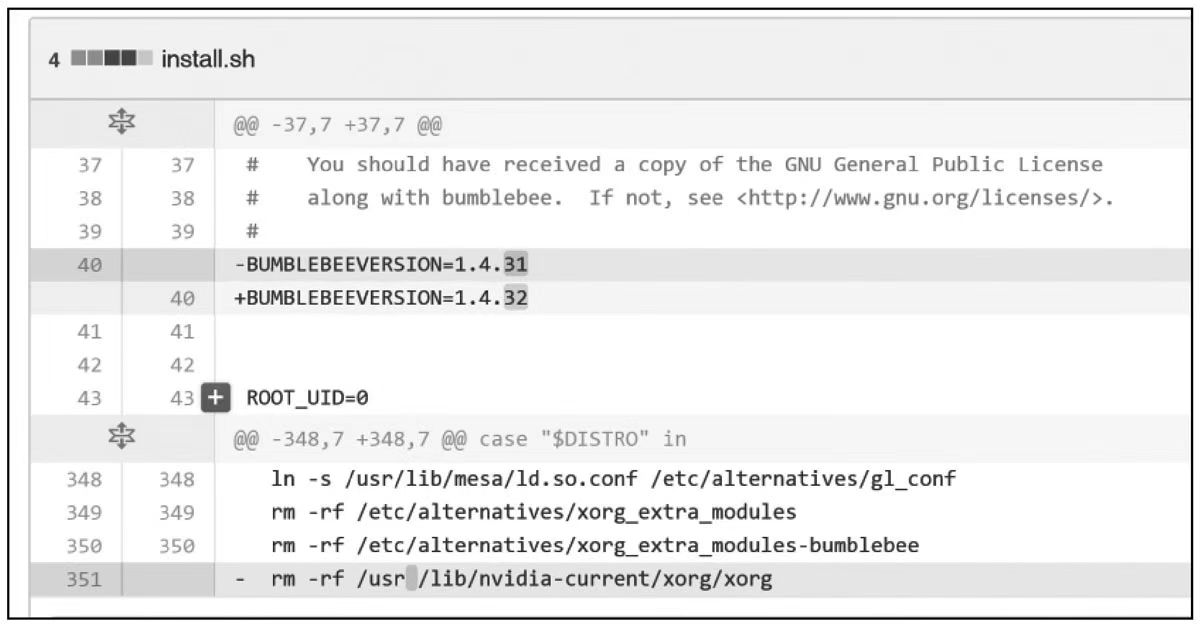 4 install.sh
@@ -37,7 +37,7 @@
37 37 # You should have received a copy of the GNU General Public License
38 38 # along with bumblebee. If not, see <http://www.gnu.org/licenses/>.
39 39 #
40 -BUMBLEBEEVERSION=1.4.31
40 +BUMBLEBEEVERSION=1.4.32
41 41
42 42
43 43 + ROOT_UID=0
@@ -348,7 +348,7 @@ case "$DISTRO" in
348 348 ln -s /usr/lib/mesa/ld.so.conf /etc/alternatives/gl_conf
349 349 rm -rf /etc/alternatives/xorg_extra_modules
350 350 rm -rf /etc/alternatives/xorg_extra_modules-bumblebee
351 - rm -rf /usr /lib/nvidia-current/xorg/xorg